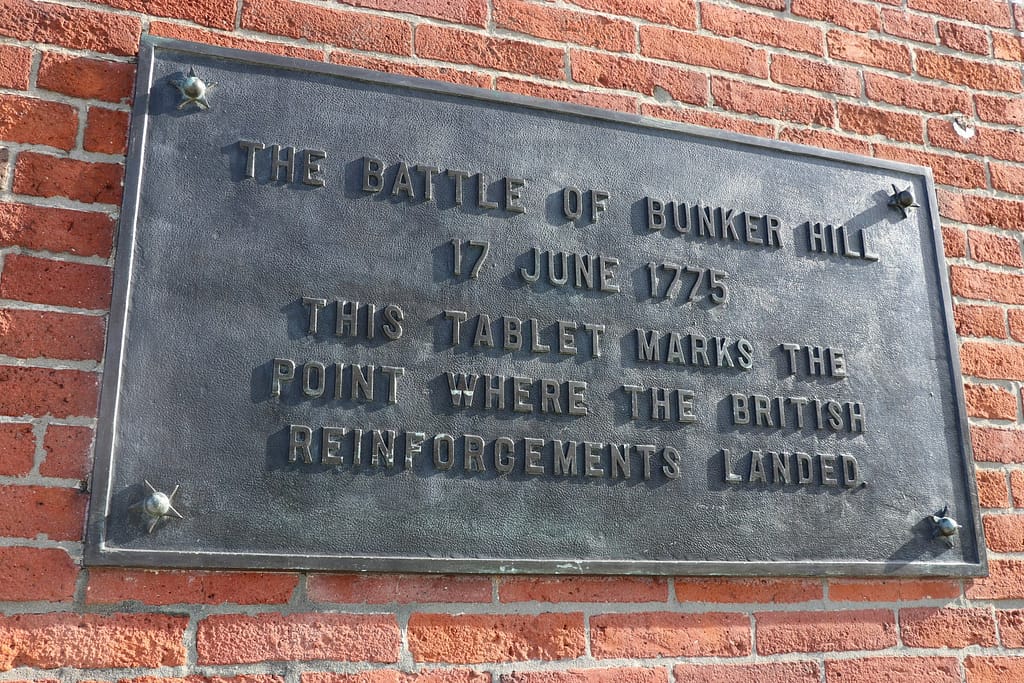 THE BATTLE OF BUNKER HILL
17 JUNE 1775
THIS TABLET MARKS THE
POINT WHERE THE BRITISH
REINFORCEMENTS LANDED.